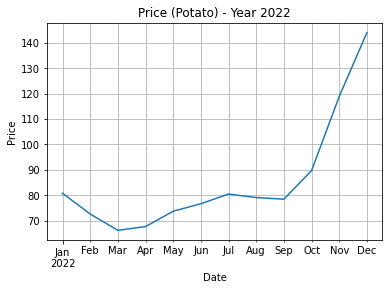 Price (Potato) - Year 2022
Price
140
130
120
110
100
90
80
70
Jan Feb Mar Apr May Jun Jul Aug Sep Oct Nov Dec
2022
Date